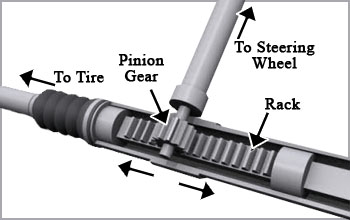 To Steering
Wheel
Pinion
Gear
To Tire
Rack